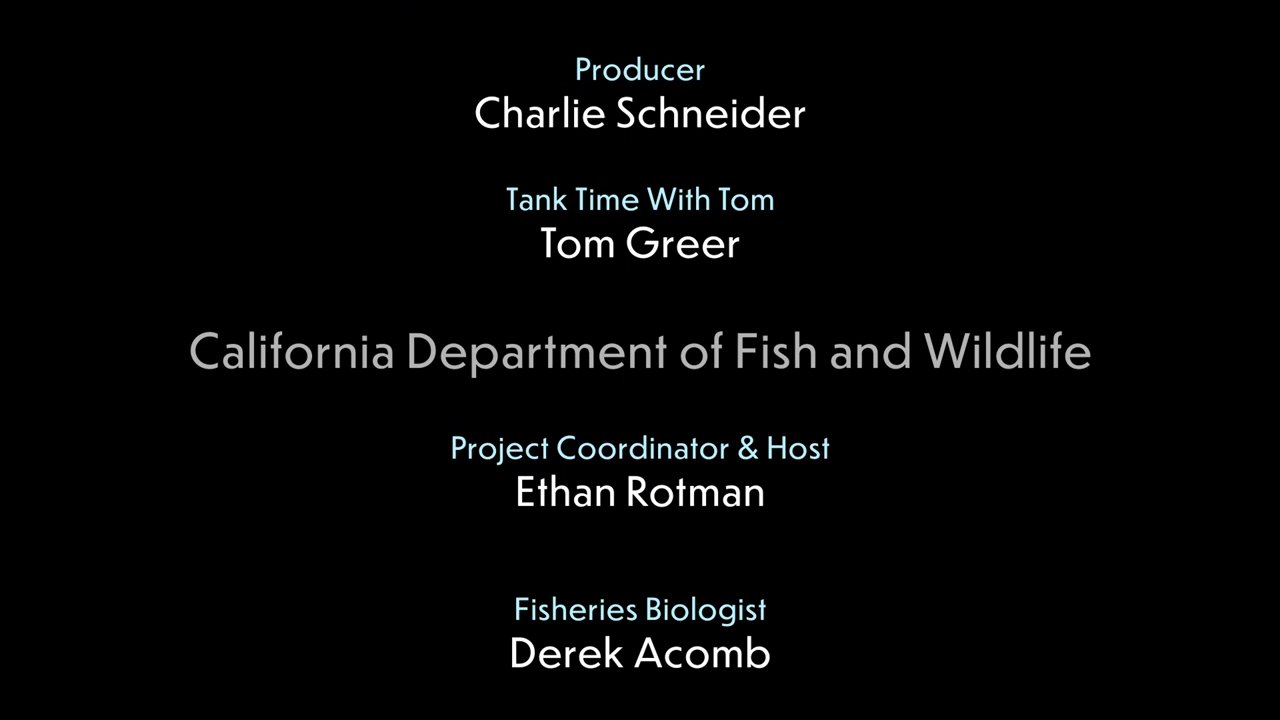 Producer
Charlie Schneider
Tank Time With Tom
Tom Greer
California Department of Fish and Wildlife
Project Coordinator & Host
Ethan Rotman
Fisheries Biologist
Derek Acomb